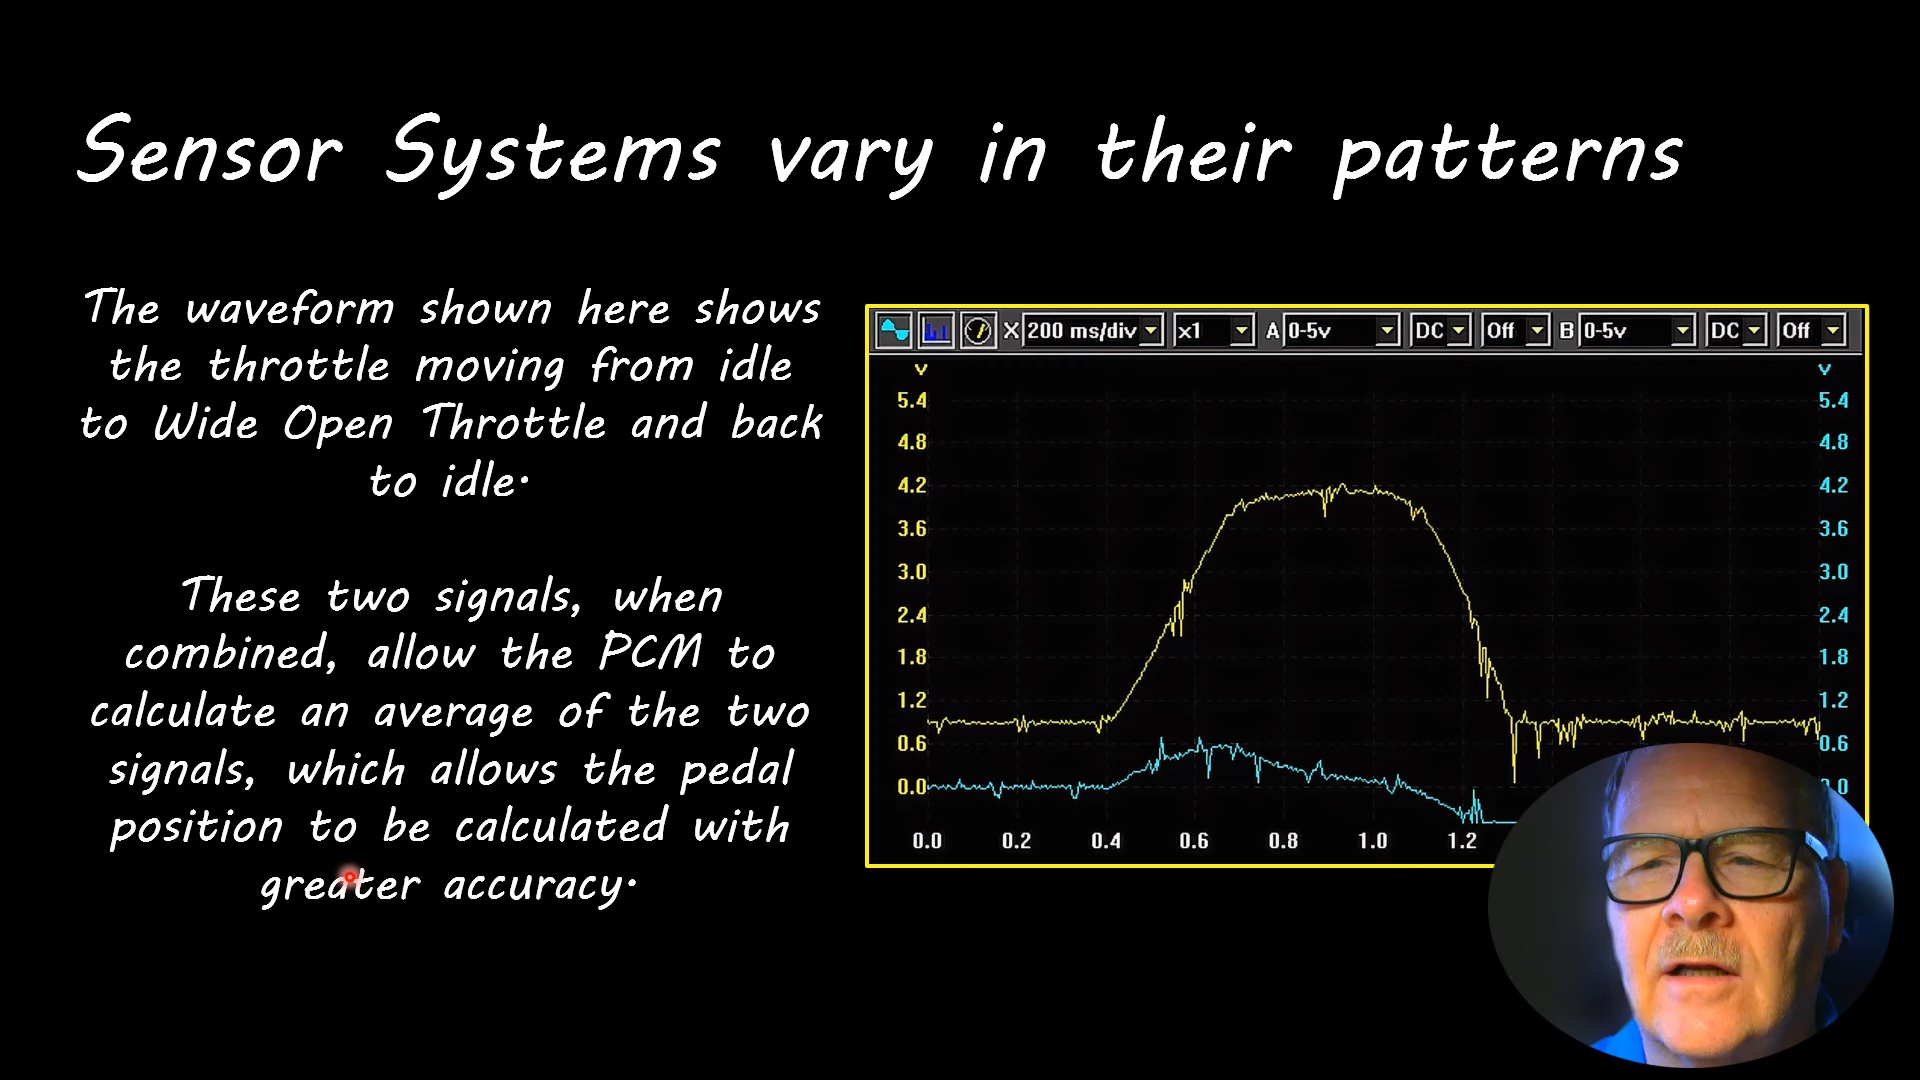 Sensor Systems vary in their patterns
The waveform shown here shows
the throttle moving from idle
to Wide Open Throttle and back
to idle.
These two signals, when
combined, allow the PCM to
calculate an average of the two
signals, which allows the pedal
position to be calculated with
greater accuracy.
X 200 ms/div x1 A 0-5v DC Off B 0-5v DC Off
V V
5.4 5.4
4.8 4.8
4.2 4.2
3.6 3.6
3.0 3.0
2.4 2.4
1.8 1.8
1.2 1.2
0.6 0.6
0.0 .0
0.0 0.2 0.4 0.6 0.8 1.0 1.2